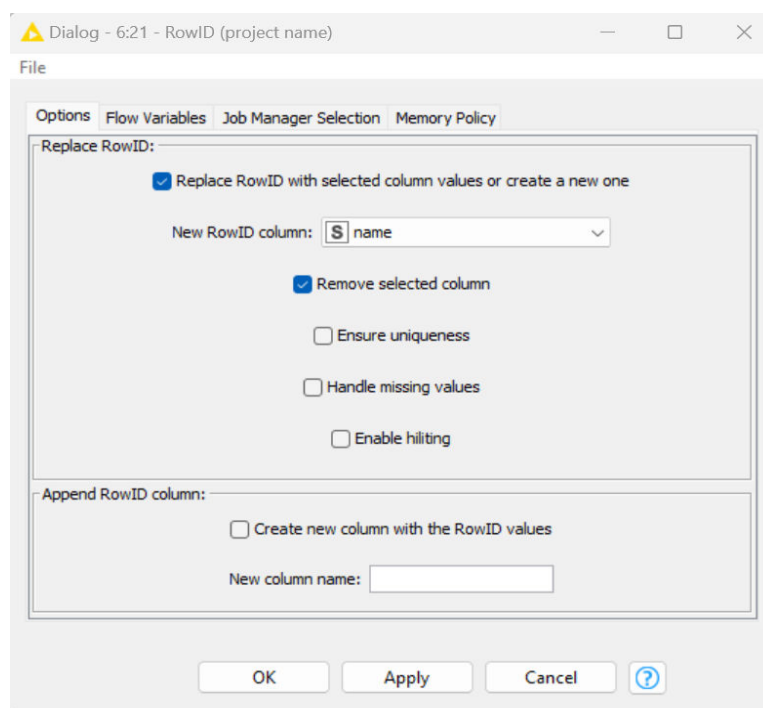 Dialog - 6:21 - RowID (project name)
File
Options Flow Variables Job Manager Selection Memory Policy
Replace RowID:
Replace RowID with selected column values or create a new one
New RowID column: S name
Remove selected column
Ensure uniqueness
Handle missing values
Enable hiliting
Append RowID column:
Create new column with the RowID values
New column name:
OK Apply Cancel ?